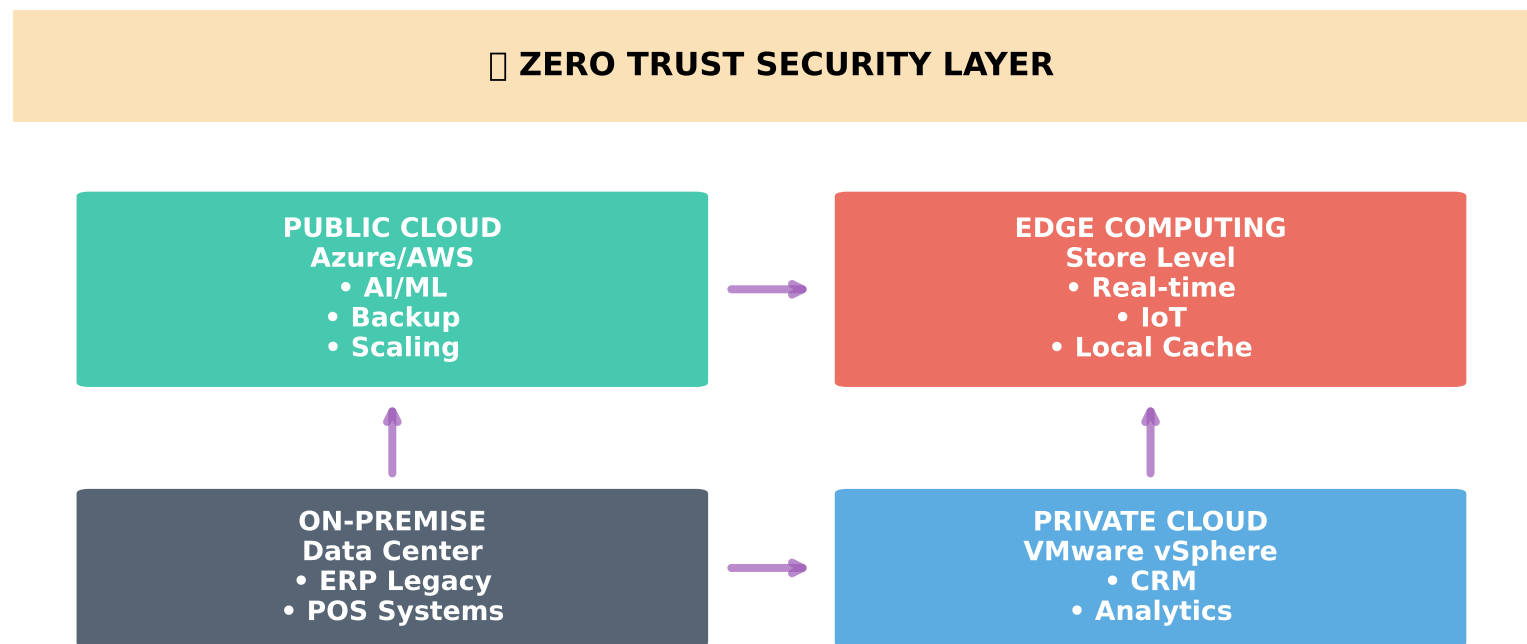 ZERO TRUST SECURITY LAYER
PUBLIC CLOUD
Azure/AWS
• AI/ML
• Backup
• Scaling
EDGE COMPUTING
Store Level
• Real-time
• IoT
• Local Cache
ON-PREMISE
Data Center
• ERP Legacy
• POS Systems
PRIVATE CLOUD
VMware vSphere
• CRM
• Analytics